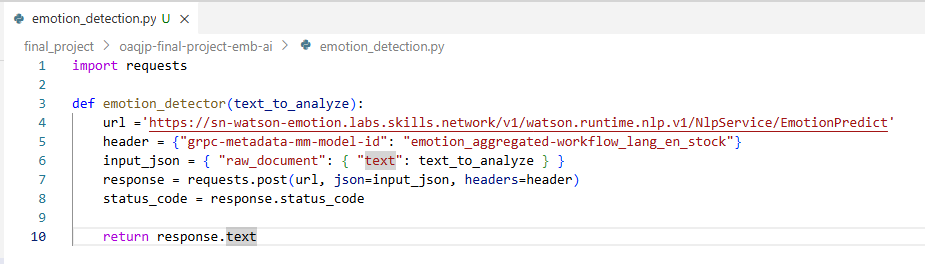 emotion_detection.py U ×
final_project > oaqjp-final-project-emb-ai > emotion_detection.py
1 import requests
2
3 def emotion_detector(text_to_analyze):
4     url ='https://sn-watson-emotion.labs.skills.network/v1/watson.runtime.nlp.v1/NlpService/EmotionPredict'
5     header = {"grpc-metadata-mm-model-id": "emotion_aggregated-workflow_lang_en_stock"}
6     input_json = { "raw_document": { "text": text_to_analyze } }
7     response = requests.post(url, json=input_json, headers=header)
8     status_code = response.status_code
9
10     return response.text